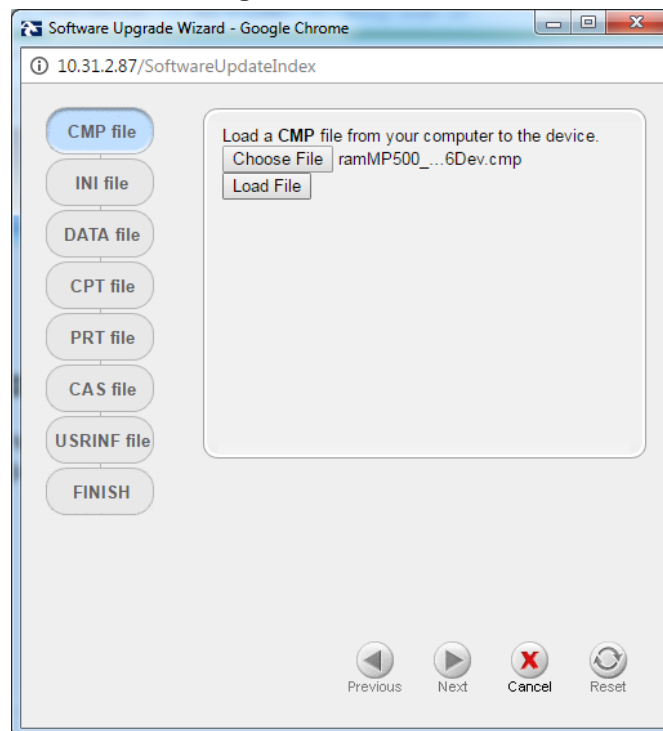 Software Upgrade Wizard - Google Chrome
10.31.2.87/SoftwareUpdateIndex
CMP file
INI file
DATA file
CPT file
PRT file
CAS file
USRINF file
FINISH
Load a CMP file from your computer to the device.
Choose File ramMP500_...6Dev.cmp
Load File
Previous Next Cancel Reset